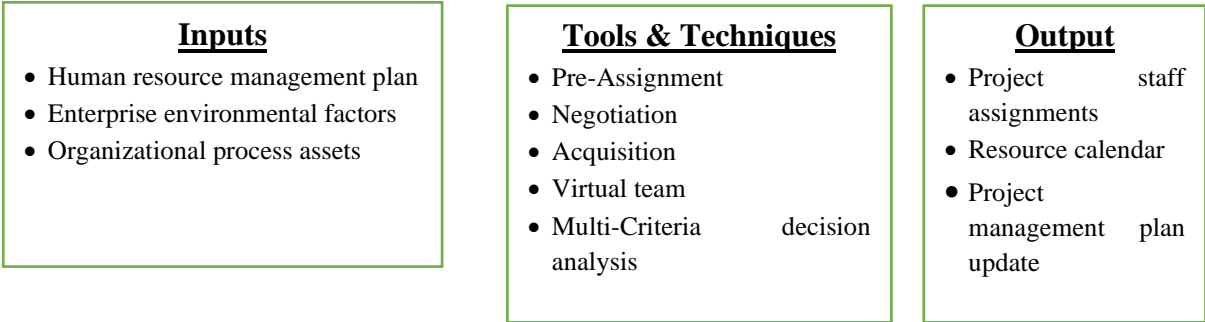 Inputs
• Human resource management plan
• Enterprise environmental factors
• Organizational process assets
Tools & Techniques
• Pre-Assignment
• Negotiation
• Acquisition
• Virtual team
• Multi-Criteria decision
analysis
Output
• Project staff
assignments
• Resource calendar
• Project
management plan
update